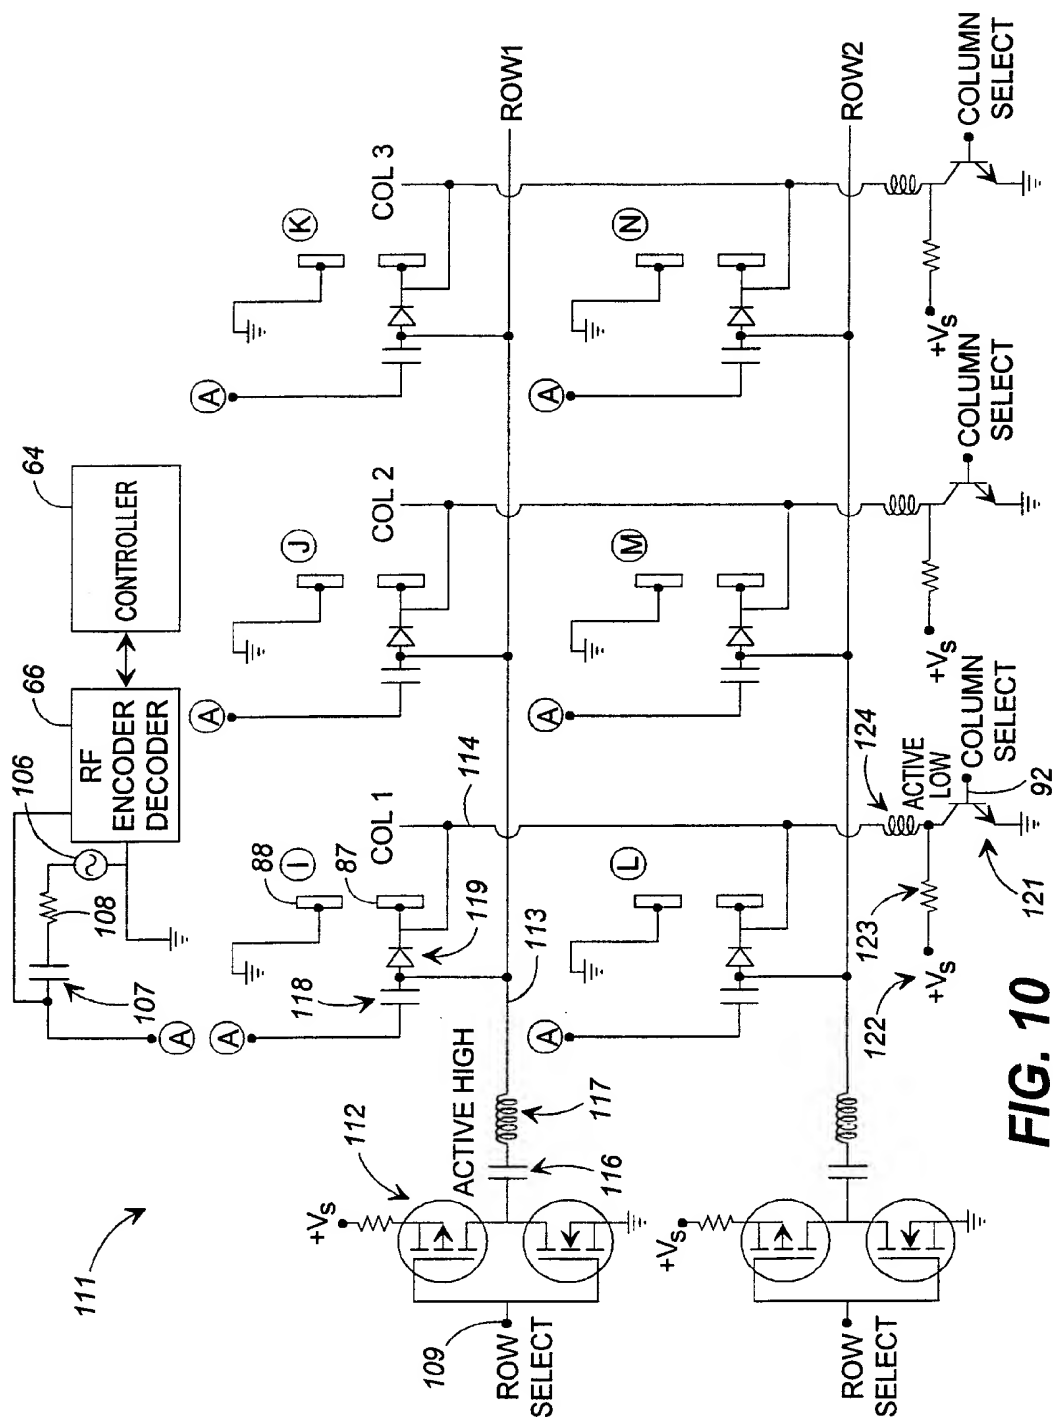 111
ROW
SELECT
109
+Vs
112
ACTIVE HIGH
116
117
113
ROW1
A
107
108
106
66
RF
ENCODER
DECODER
64
CONTROLLER
A
118
119
88
87
I
COL 1
114
A
J
COL 2
A
K
COL 3
ROW
SELECT
+Vs
ROW2
A
L
A
M
A
N
122
+Vs
123
124
ACTIVE
LOW
COLUMN
SELECT
92
121
+Vs
COLUMN
SELECT
+Vs
COLUMN
SELECT
FIG. 10